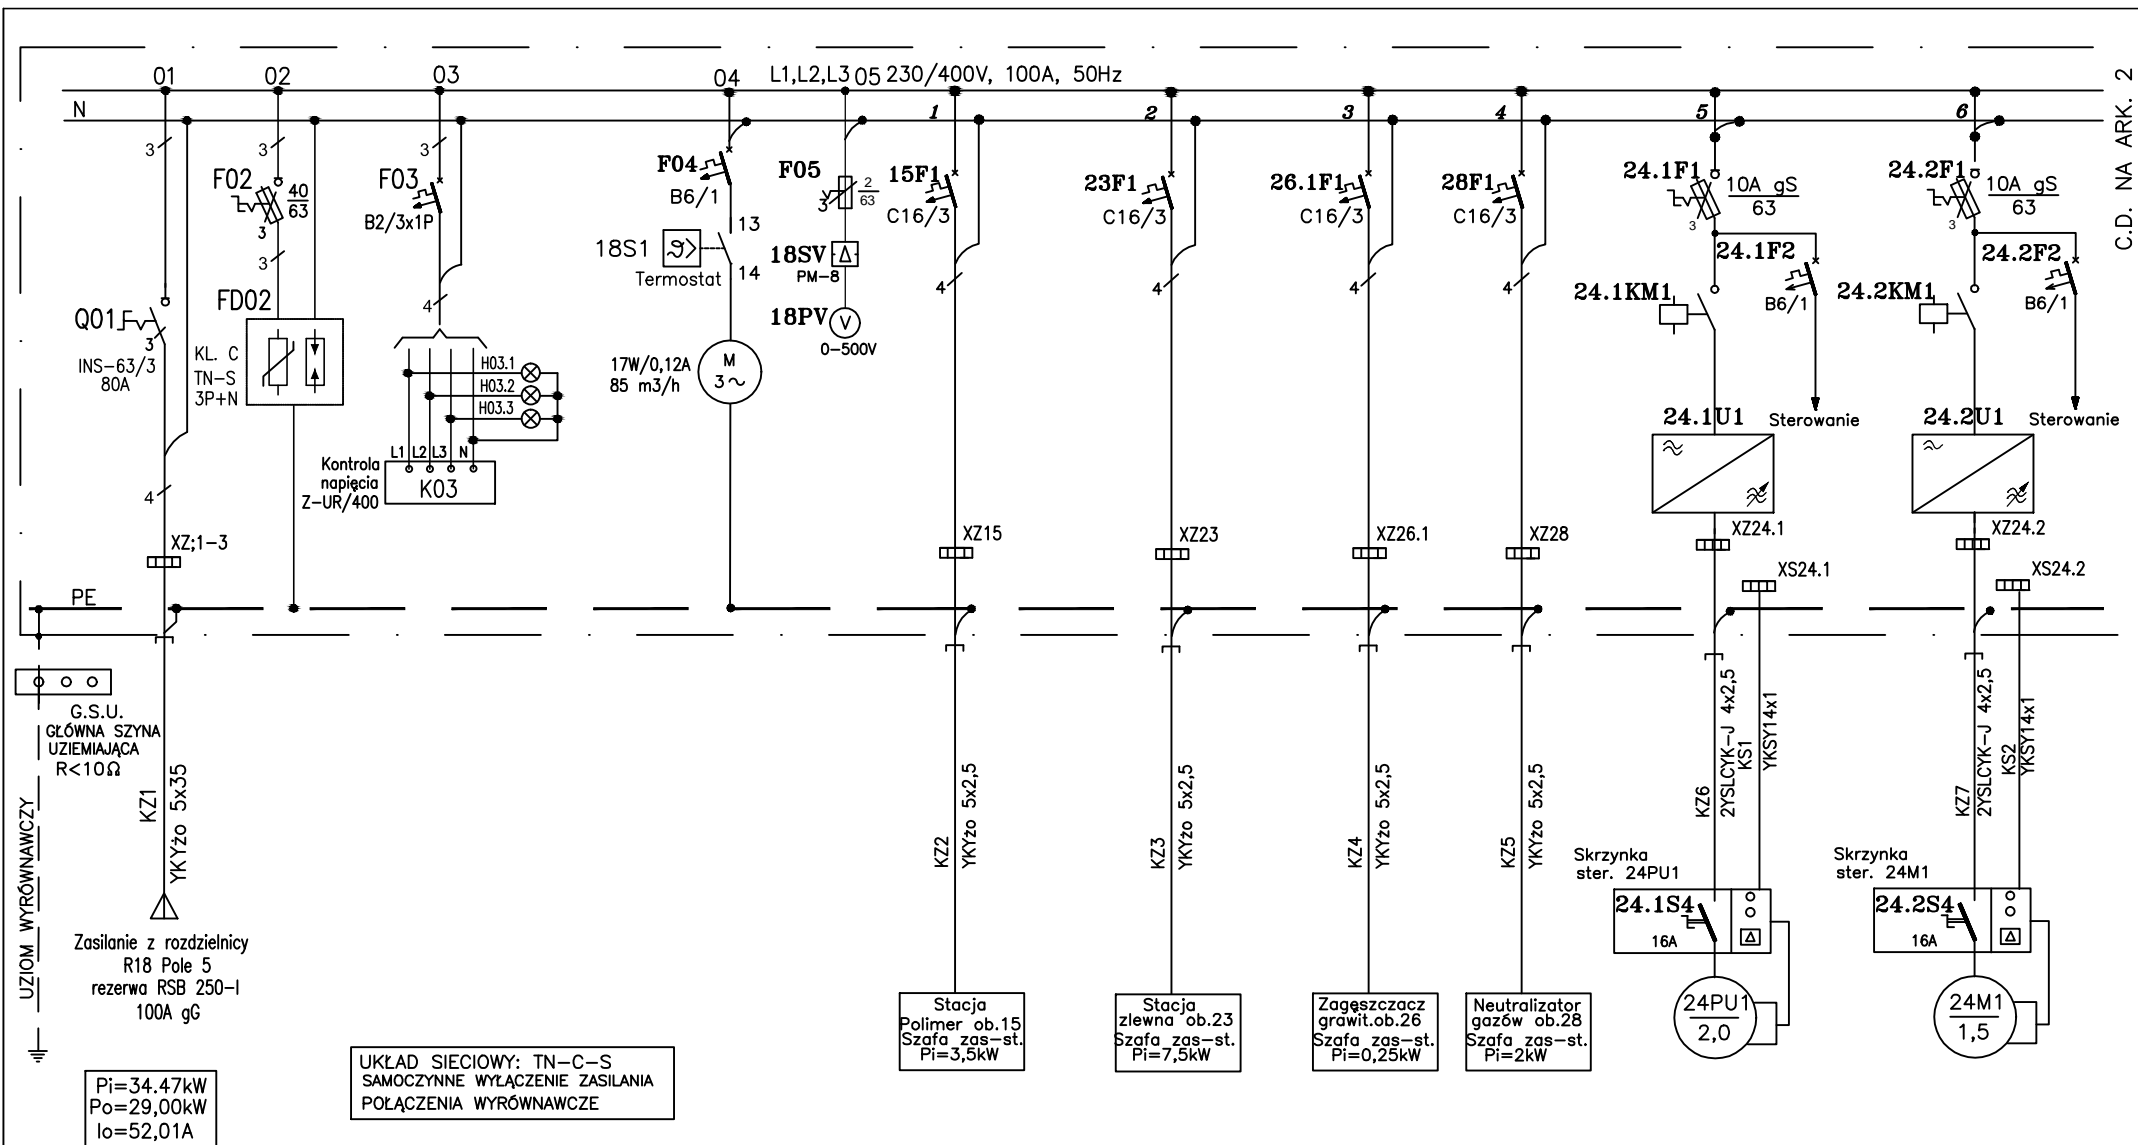 01
02
03
04
L1,L2,L3
05
230/400V, 100A, 50Hz
C.D. NA ARK. 2
N
1
2
3
4
5
6
3
3
3
F02
40
63
3
3
F03
B2/3x1P
F04
B6/1
F05
3
2
63
15F1
C16/3
23F1
C16/3
26.1F1
C16/3
28F1
C16/3
24.1F1
10A gS
63
3
24.1F2
B6/1
24.2F1
10A gS
63
3
24.2F2
B6/1
18S1
Termostat
13
14
18SV
PM-8
18PV
V
0-500V
4
4
4
4
4
24.1KM1
24.2KM1
Q01
3
INS-63/3
80A
FD02
KL. C
TN-S
3P+N
H03.1
H03.2
H03.3
L1
L2
L3
N
Kontrola
napięcia
Z-UR/400
K03
17W/0,12A
85 m3/h
M
3~
24.1U1
Sterowanie
24.2U1
Sterowanie
4
XZ;1-3
XZ15
XZ23
XZ26.1
XZ28
XZ24.1
XS24.1
XZ24.2
XS24.2
PE
G.S.U.
GŁÓWNA SZYNA
UZIEMIAJĄCA
R<10Ω
UZIOM WYRÓWNAWCZY
KZ1
YKYżo 5x35
KZ2
YKYżo 5x2,5
KZ3
YKYżo 5x2,5
KZ4
YKYżo 5x2,5
KZ5
YKYżo 5x2,5
KZ6
2YSLCYK-J 4x2,5
KS1
YKSY14x1
KZ7
2YSLCYK-J 4x2,5
KS2
YKSY14x1
Skrzynka
ster. 24PU1
24.1S4
16A
Skrzynka
ster. 24M1
24.2S4
16A
Zasilanie z rozdzielnicy
R18 Pole 5
rezerwa RSB 250-I
100A gG
Stacja
Polimer ob.15
Szafa zas-st.
Pi=3,5kW
Stacja
zlewna ob.23
Szafa zas-st.
Pi=7,5kW
Zagęszczacz
grawit.ob.26
Szafa zas-st.
Pi=0,25kW
Neutralizator
gazów ob.28
Szafa zas-st.
Pi=2kW
24PU1
2,0
24M1
1,5
Pi=34.47kW
Po=29,00kW
Io=52,01A
UKŁAD SIECIOWY: TN-C-S
SAMOCZYNNE WYŁĄCZENIE ZASILANIA
POŁĄCZENIA WYRÓWNAWCZE